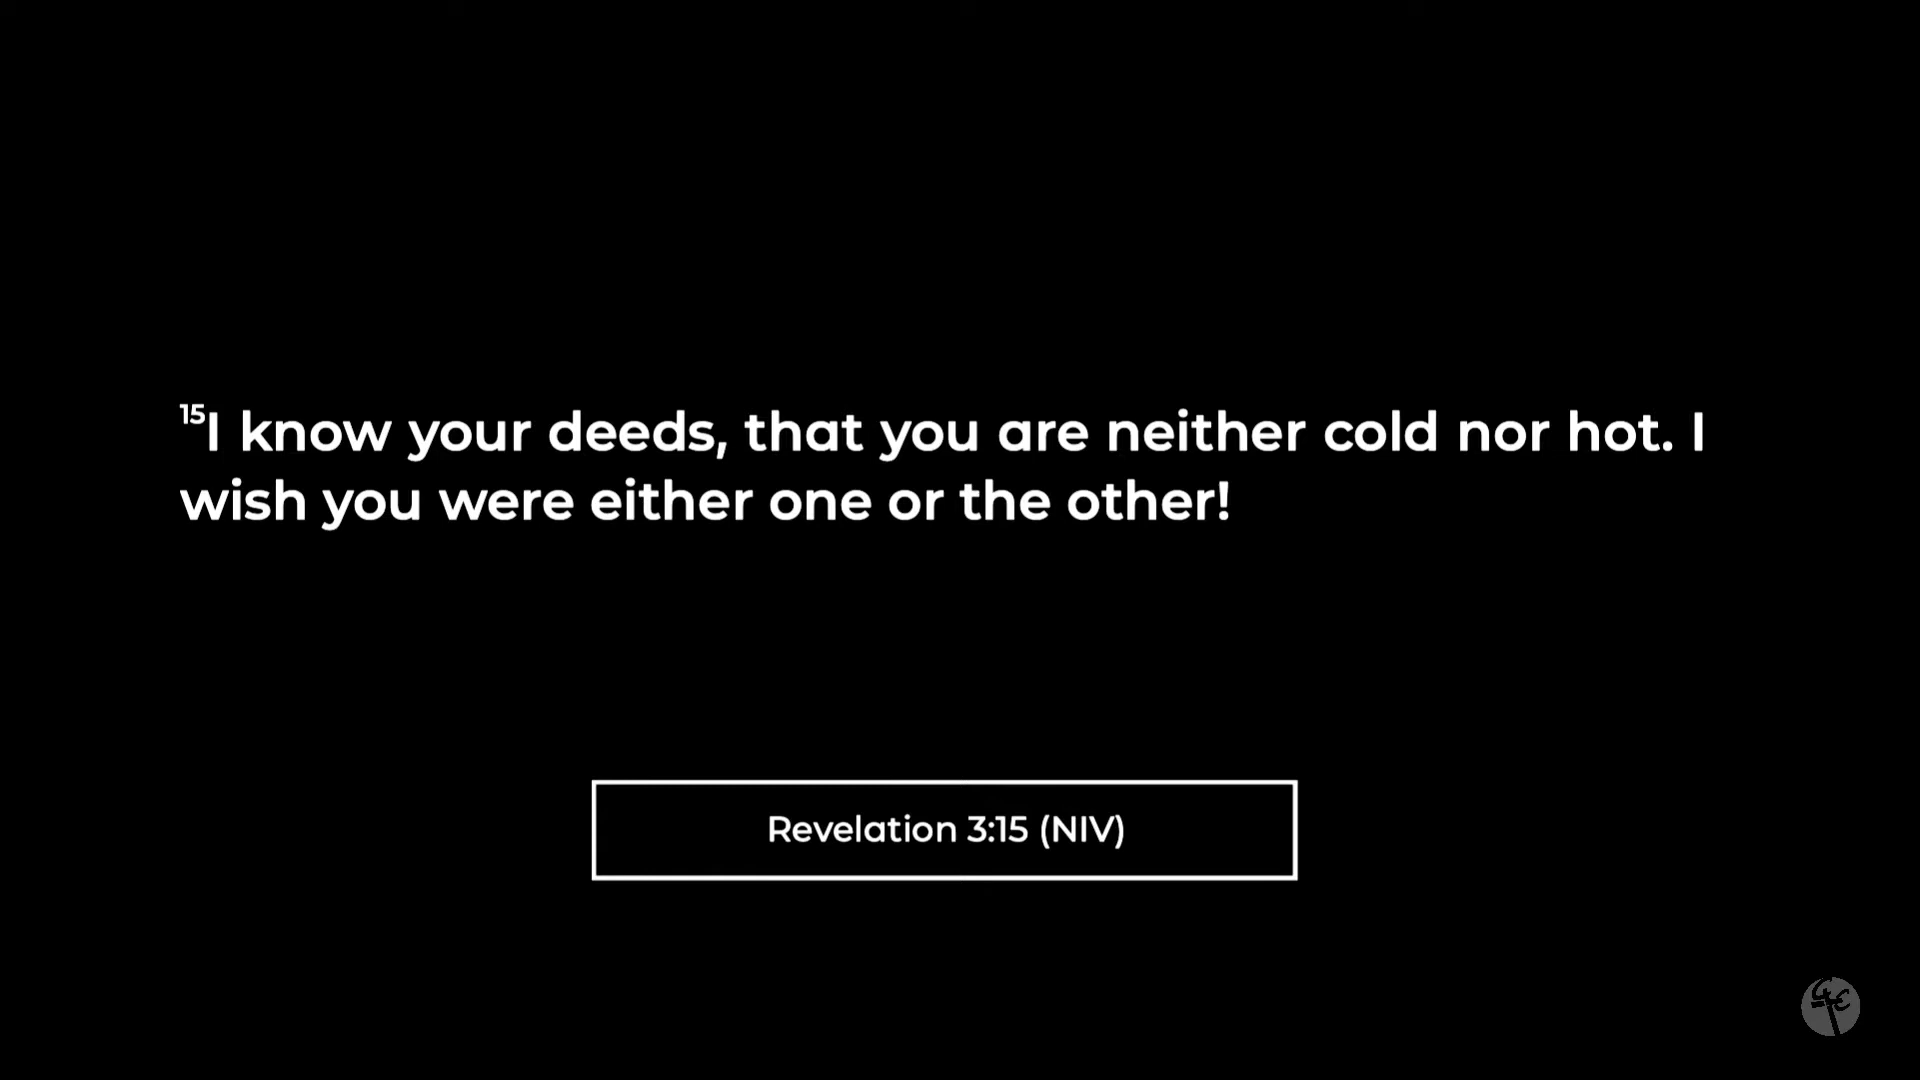 15I know your deeds, that you are neither cold nor hot. I
wish you were either one or the other!
Revelation 3:15 (NIV)